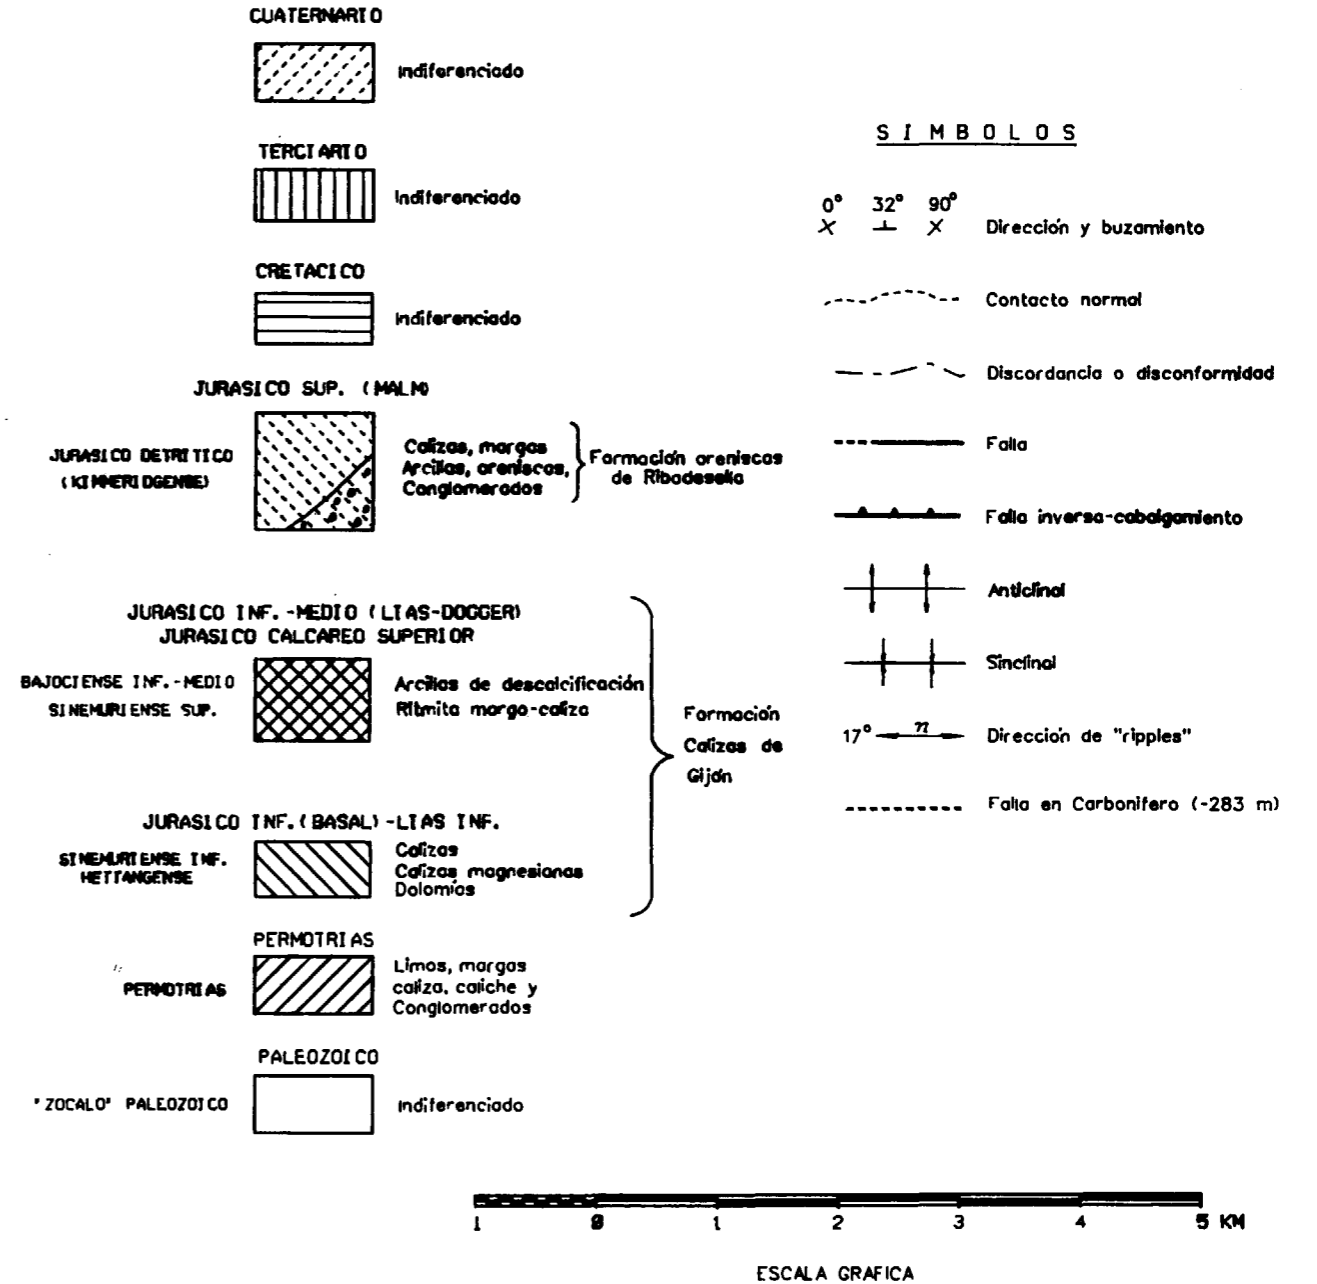 CUATERNARIO
Indiferenciado
TERCIARIO
Indiferenciado
CRETACICO
Indiferenciado
JURASICO SUP. (MALM)
JURASICO DETRITICO
(KIMMERIDGENSE)
Calizas, margas
Arcillas, areniscas,
Conglomerados
Formación areniscas
de Ribadesella
JURASICO INF.-MEDIO (LIAS-DOGGER)
JURASICO CALCAREO SUPERIOR
BAJOCIENSE INF.-MEDIO
SINEMURIENSE SUP.
Arcillas de descalcificación
Ritmita margo-caliza
Formación
Calizas de
Gijón
JURASICO INF.(BASAL)-LIAS INF.
SINEMURIENSE INF.
HETTANGENSE
Calizas
Calizas magnesianas
Dolomías
PERMOTRIAS
PERMOTRIAS
Limos, margas
caliza, caliche y
Conglomerados
PALEOZOICO
"ZOCALO" PALEOZOICO
Indiferenciado
SIMBOLOS
0° 32° 90°
Dirección y buzamiento
Contacto normal
Discordancia o disconformidad
Falla
Falla inversa-cabalgamiento
Anticlinal
Sinclinal
17° n
Dirección de "ripples"
Falla en Carbonífero (-283 m)
1 0 1 2 3 4 5 KM
ESCALA GRAFICA